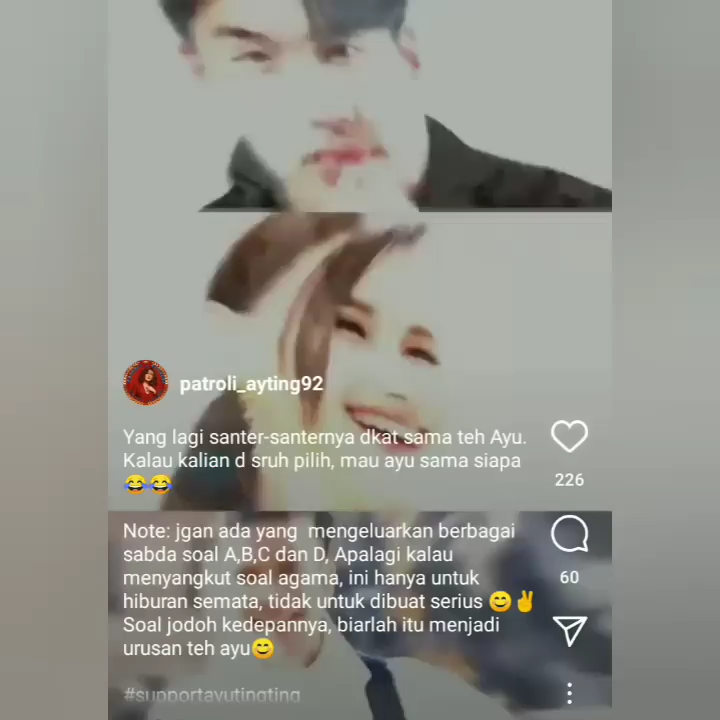 patroli_ayting92
Yang lagi santer-santernya dkat sama teh Ayu.
Kalau kalian d sruh pilih, mau ayu sama siapa
😂😂
226
Note: jgan ada yang mengeluarkan berbagai
sabda soal A,B,C dan D, Apalagi kalau
menyangkut soal agama, ini hanya untuk
hiburan semata, tidak untuk dibuat serius 😊✌
Soal jodoh kedepannya, biarlah itu menjadi
urusan teh ayu😊
60
#supportayutingting